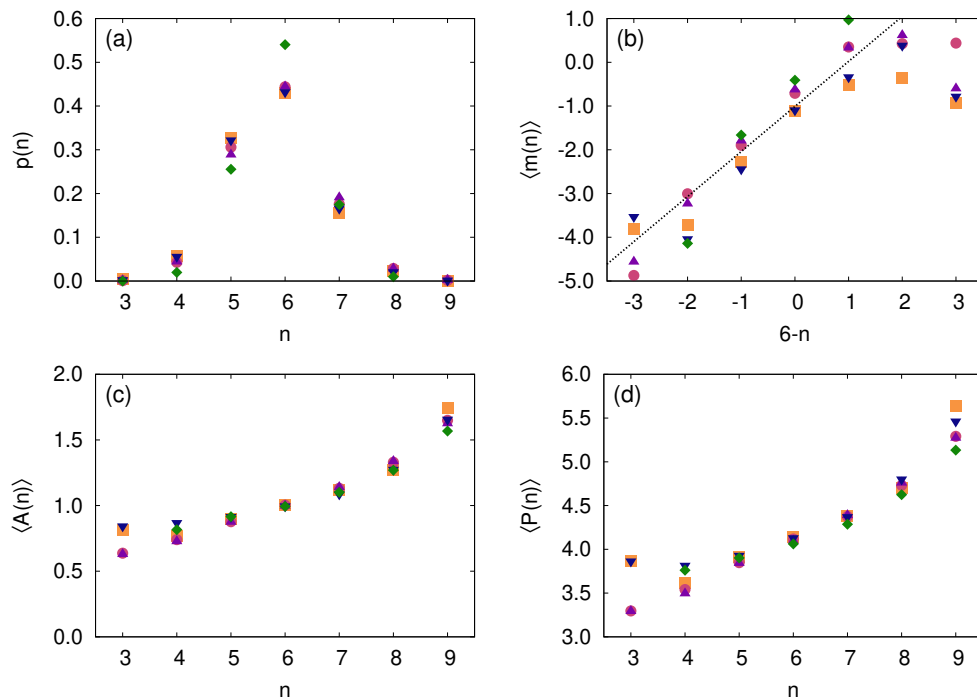 (a)
p(n)
0.6
0.5
0.4
0.3
0.2
0.1
0.0
3 4 5 6 7 8 9
n
(b)
⟨m(n)⟩
1.0
0.0
-1.0
-2.0
-3.0
-4.0
-5.0
-3 -2 -1 0 1 2 3
6-n
(c)
⟨A(n)⟩
2.0
1.5
1.0
0.5
0.0
3 4 5 6 7 8 9
n
(d)
⟨P(n)⟩
6.0
5.5
5.0
4.5
4.0
3.5
3.0
3 4 5 6 7 8 9
n